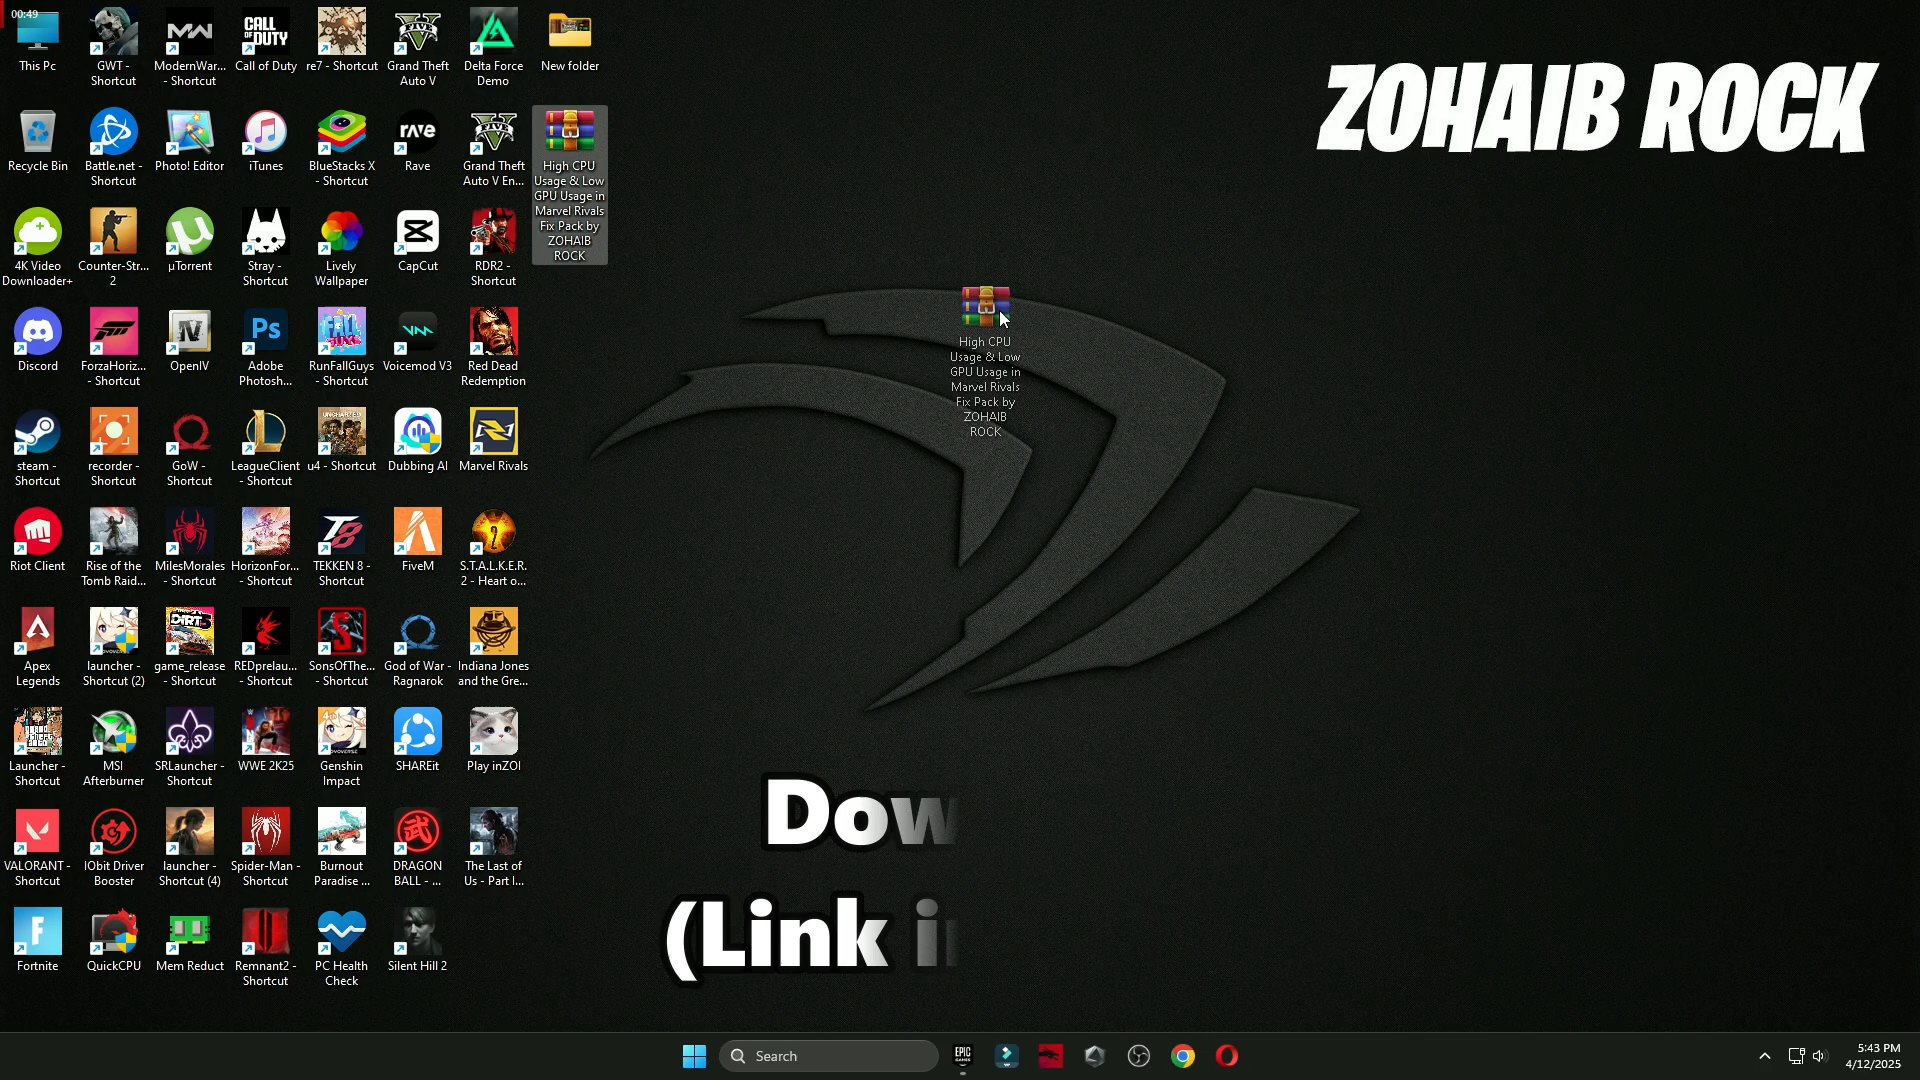 00:49
ZOHAIB ROCK
This Pc
GWT -
Shortcut
ModernWar...
- Shortcut
CALL OF DUTY
Call of Duty
re7 - Shortcut
Grand Theft
Auto V
Delta Force
Demo
New folder
Recycle Bin
Battle.net -
Shortcut
Photo! Editor
iTunes
BlueStacks X
- Shortcut
rave
Rave
Grand Theft
Auto V En...
High CPU
Usage & Low
GPU Usage in
Marvel Rivals
Fix Pack by
ZOHAIB
ROCK
4K Video
Downloader+
Counter-Str...
2
µTorrent
Stray -
Shortcut
Lively
Wallpaper
CapCut
RDR2 -
Shortcut
High CPU
Usage & Low
GPU Usage in
Marvel Rivals
Fix Pack by
ZOHAIB
ROCK
Discord
ForzaHoriz...
- Shortcut
OpenIV
Ps
Adobe
Photosh...
RunFallGuys
- Shortcut
Voicemod V3
Red Dead
Redemption
steam -
Shortcut
recorder -
Shortcut
GoW -
Shortcut
LeagueClient
- Shortcut
UNCHARTED
u4 - Shortcut
Dubbing AI
Marvel Rivals
Riot Client
Rise of the
Tomb Raid...
MilesMorales
- Shortcut
HorizonFor...
- Shortcut
T8
TEKKEN 8 -
Shortcut
FiveM
S.T.A.L.K.E.R.
2 - Heart o...
Apex
Legends
launcher -
Shortcut (2)
DIRT
game_release
- Shortcut
REDprelau...
- Shortcut
SonsOfThe...
- Shortcut
God of War -
Ragnarok
Indiana Jones
and the Gre...
Launcher -
Shortcut
MSI
Afterburner
SRLauncher -
Shortcut
WWE 2K25
Genshin
Impact
SHAREit
Play inZOI
VALORANT -
Shortcut
IObit Driver
Booster
launcher -
Shortcut (4)
Spider-Man -
Shortcut
Burnout
Paradise ...
武
DRAGON
BALL - ...
The Last of
Us - Part I...
Fortnite
QuickCPU
Mem Reduct
Remnant2 -
Shortcut
PC Health
Check
Silent Hill 2
Dow
(Link in
Search
EPIC
GAMES
5:43 PM
4/12/2025